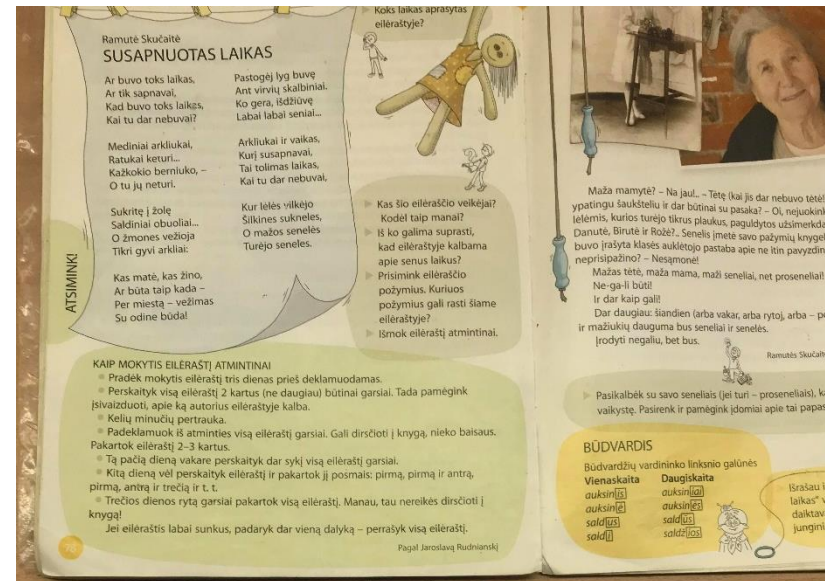 Koks laikas aprašytas
eilėraštyje?
Ramutė Skučaitė
SUSAPNUOTAS LAIKAS
Ar buvo toks laikas,
Ar tik sapnavai,
Kad buvo toks laikas,
Kai tu dar nebuvai?
Mediniai arkliukai,
Ratukai keturi...
Kažkokio berniuko, –
O tu jų neturi.
Sukritę į žolę
Saldiniai obuoliai...
O žmones vežioja
Tikri gyvi arkliai:
Kas matė, kas žino,
Ar būta taip kada –
Per miestą – vežimas
Su odine būda!
Pastogėj lyg buvę
Ant virvių skalbiniai.
Ko gera, išdžiūvę
Labai labai seniai...
Arkliukai ir vaikas,
Kurį susapnavai,
Tai tolimas laikas,
Kai tu dar nebuvai,
Kur lėlės vilkėjo
Šilkines sukneles,
O mažos senelės
Turėjo seneles.
ATSIMINK!
Kas šio eilėraščio veikėjai?
Kodėl taip manai?
Iš ko galima suprasti,
kad eilėraštyje kalbama
apie senus laikus?
Prisimink eilėraščio
požymius. Kuriuos
požymius gali rasti šiame
eilėraštyje?
Išmok eilėraštį atmintinai.
KAIP MOKYTIS EILĖRAŠTĮ ATMINTINAI
Pradėk mokytis eilėraštį tris dienas prieš deklamuodamas.
Perskaityk visą eilėraštį 2 kartus (ne daugiau) būtinai garsiai. Tada pamėgink
įsivaizduoti, apie ką autorius eilėraštyje kalba.
Kelių minučių pertrauka.
Padeklamuok iš atminties visą eilėraštį garsiai. Gali dirsčioti į knygą, nieko baisaus.
Pakartok eilėraštį 2–3 kartus.
Tą pačią dieną vakare perskaityk dar sykį visą eilėraštį garsiai.
Kitą dieną vėl perskaityk eilėraštį ir pakartok jį posmais: pirmą, pirmą ir antrą,
pirmą, antrą ir trečią ir t. t.
Trečios dienos rytą garsiai pakartok visą eilėraštį. Manau, tau nereikės dirsčioti į
knygą!
Jei eilėraštis labai sunkus, padaryk dar vieną dalyką – perrašyk visą eilėraštį.
Pagal Jaroslavą Rudnianskį
78
Maža mamytė? – Na jau!.. – Tėtę (kai jis dar nebuvo tėtė!
ypatingu šaukšteliu ir dar būtinai su pasaka? – Oi, nejuokin
lėlėmis, kurios turėjo tikrus plaukus, paguldytos užsimerkda
Danutė, Birutė ir Rožė?.. Senelis įmetė savo pažymių knygel
buvo įrašyta klasės auklėtojo pastaba apie ne itin pavyzdin
neprisipažino? – Nesąmonė!
Mažas tėtė, maža mama, maži seneliai, net proseneliai!
Ne-ga-li būti!
Ir dar kaip gali!
Dar daugiau: šiandien (arba vakar, arba rytoj, arba – po
ir mažiukių dauguma bus seneliai ir senelės.
Įrodyti negaliu, bet bus.
Ramutės Skučait
Pasikalbėk su savo seneliais (jei turi – proseneliais), k
vaikystę. Pasirenk ir pamėgink įdomiai apie tai papas
BŪDVARDIS
Būdvardžių vardininko linksnio galūnės
Vienaskaita Daugiskaita
auksinis auksiniai
auksinė auksinės
saldus saldūs
saldi saldžios
Išrašau i
laikas" v
daiktav
jungini